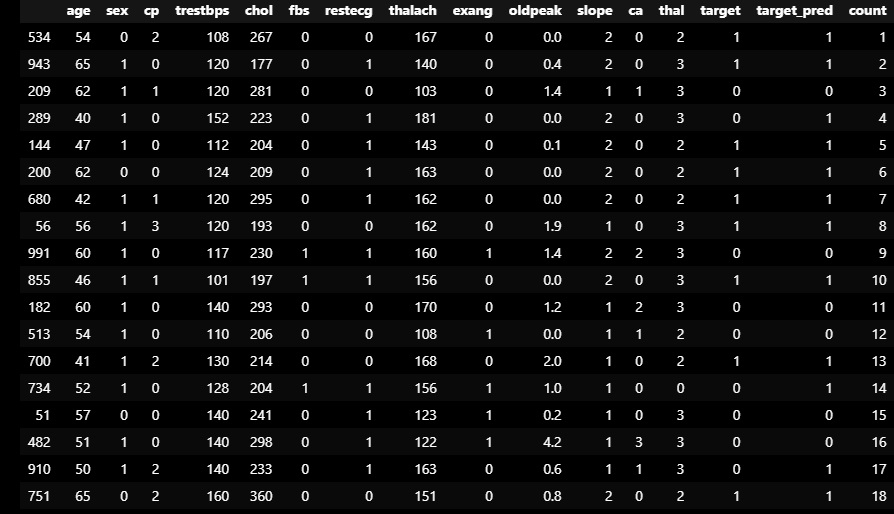 age sex cp trestbps chol fbs restecg thalach exang oldpeak slope ca thal target target_pred count
534 54 0 2 108 267 0 0 167 0 0.0 2 0 2 1 1 1
943 65 1 0 120 177 0 1 140 0 0.4 2 0 3 1 1 2
209 62 1 1 120 281 0 0 103 0 1.4 1 1 3 0 0 3
289 40 1 0 152 223 0 1 181 0 0.0 2 0 3 0 1 4
144 47 1 0 112 204 0 1 143 0 0.1 2 0 2 1 1 5
200 62 0 0 124 209 0 1 163 0 0.0 2 0 2 1 1 6
680 42 1 1 120 295 0 1 162 0 0.0 2 0 2 1 1 7
56 56 1 3 120 193 0 0 162 0 1.9 1 0 3 1 1 8
991 60 1 0 117 230 1 1 160 1 1.4 2 2 3 0 0 9
855 46 1 1 101 197 1 1 156 0 0.0 2 0 3 1 1 10
182 60 1 0 140 293 0 0 170 0 1.2 1 2 3 0 0 11
513 54 1 0 110 206 0 0 108 1 0.0 1 1 2 0 0 12
700 41 1 2 130 214 0 0 168 0 2.0 1 0 2 1 1 13
734 52 1 0 128 204 1 1 156 1 1.0 1 0 0 0 1 14
51 57 0 0 140 241 0 1 123 1 0.2 1 0 3 0 0 15
482 51 1 0 140 298 0 1 122 1 4.2 1 3 3 0 0 16
910 50 1 2 140 233 0 1 163 0 0.6 1 1 3 0 1 17
751 65 0 2 160 360 0 0 151 0 0.8 2 0 2 1 1 18